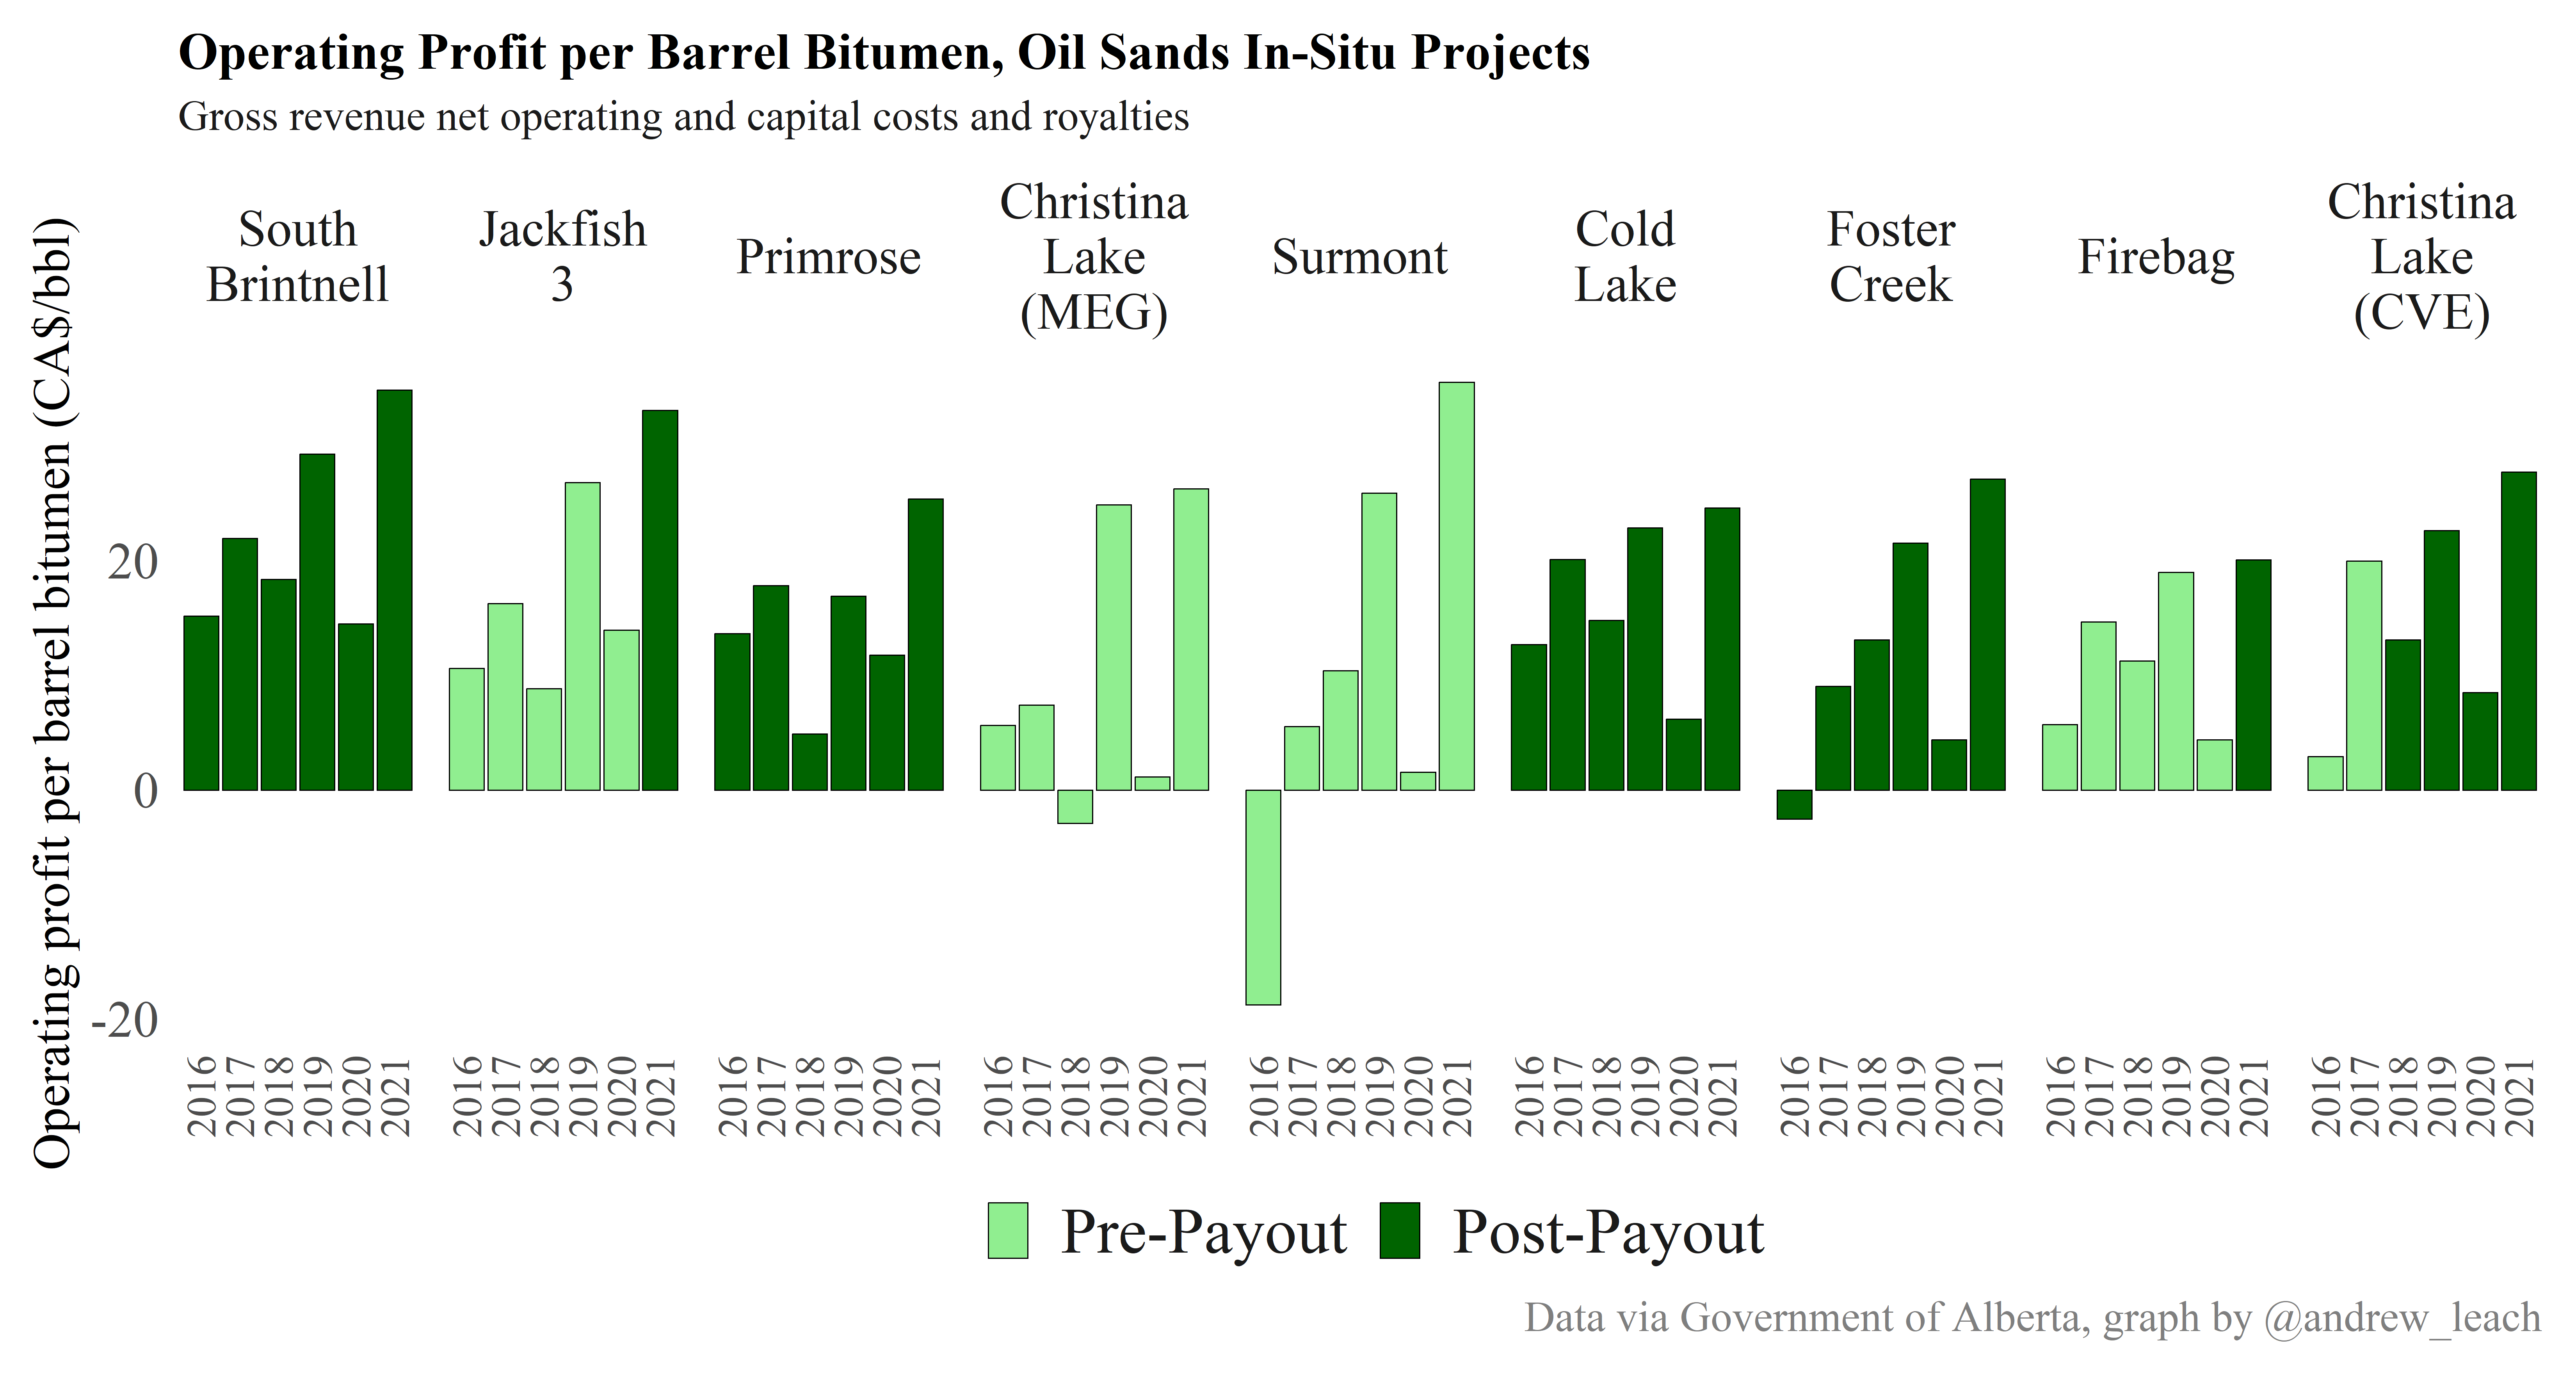 Operating Profit per Barrel Bitumen, Oil Sands In-Situ Projects
Gross revenue net operating and capital costs and royalties
Operating profit per barrel bitumen (CA$/bbl)
South
Brintnell
Jackfish
3
Primrose
Christina
Lake
(MEG)
Surmont
Cold
Lake
Foster
Creek
Firebag
Christina
Lake
(CVE)
20
0
-20
2016 2017 2018 2019 2020 2021
2016 2017 2018 2019 2020 2021
2016 2017 2018 2019 2020 2021
2016 2017 2018 2019 2020 2021
2016 2017 2018 2019 2020 2021
2016 2017 2018 2019 2020 2021
2016 2017 2018 2019 2020 2021
2016 2017 2018 2019 2020 2021
2016 2017 2018 2019 2020 2021
Pre-Payout Post-Payout
Data via Government of Alberta, graph by @andrew_leach